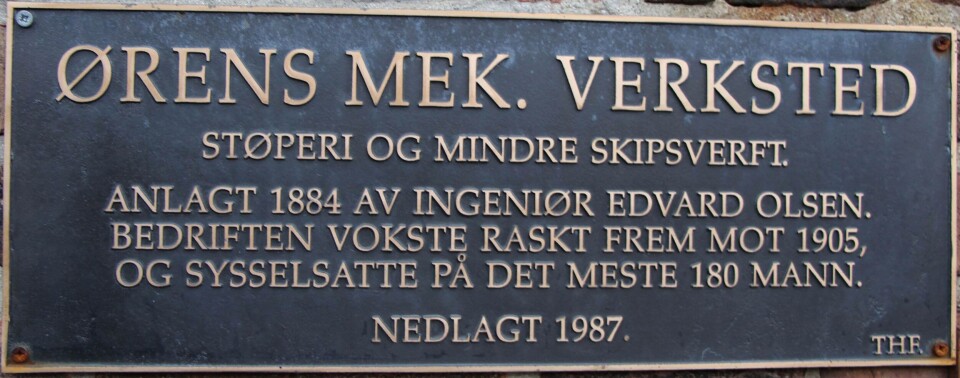 ØRENS MEK. VERKSTED
STØPERI OG MINDRE SKIPSVERFT.
ANLAGT 1884 AV INGENIØR EDVARD OLSEN.
BEDRIFTEN VOKSTE RASKT FREM MOT 1905,
OG SYSSELSATTE PÅ DET MESTE 180 MANN.
NEDLAGT 1987.
THF.